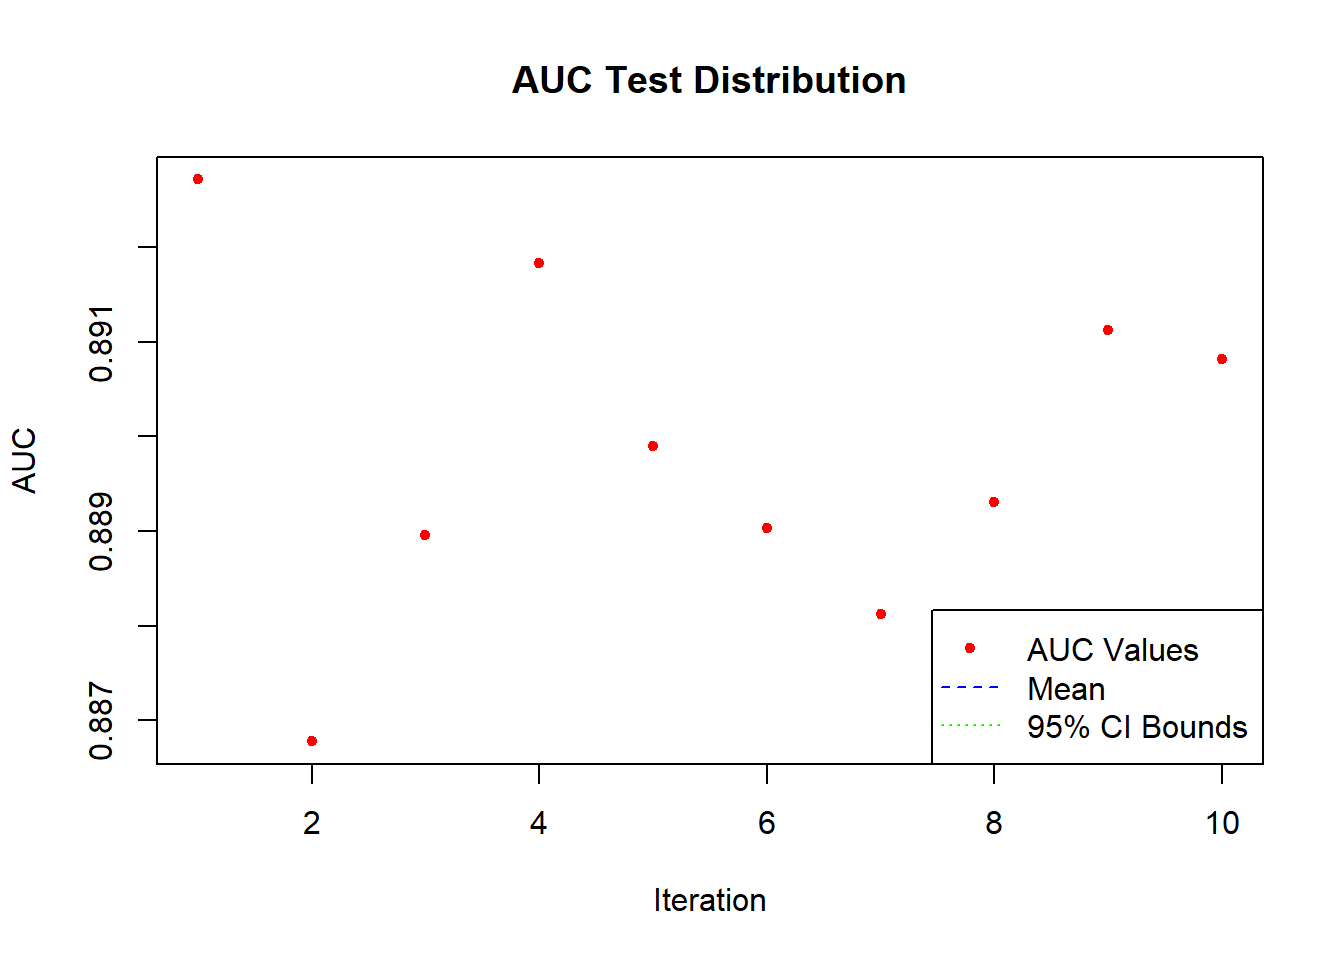 AUC Test Distribution
AUC
0.891
0.889
0.887
AUC Values
Mean
95% CI Bounds
2 4 6 8 10
Iteration